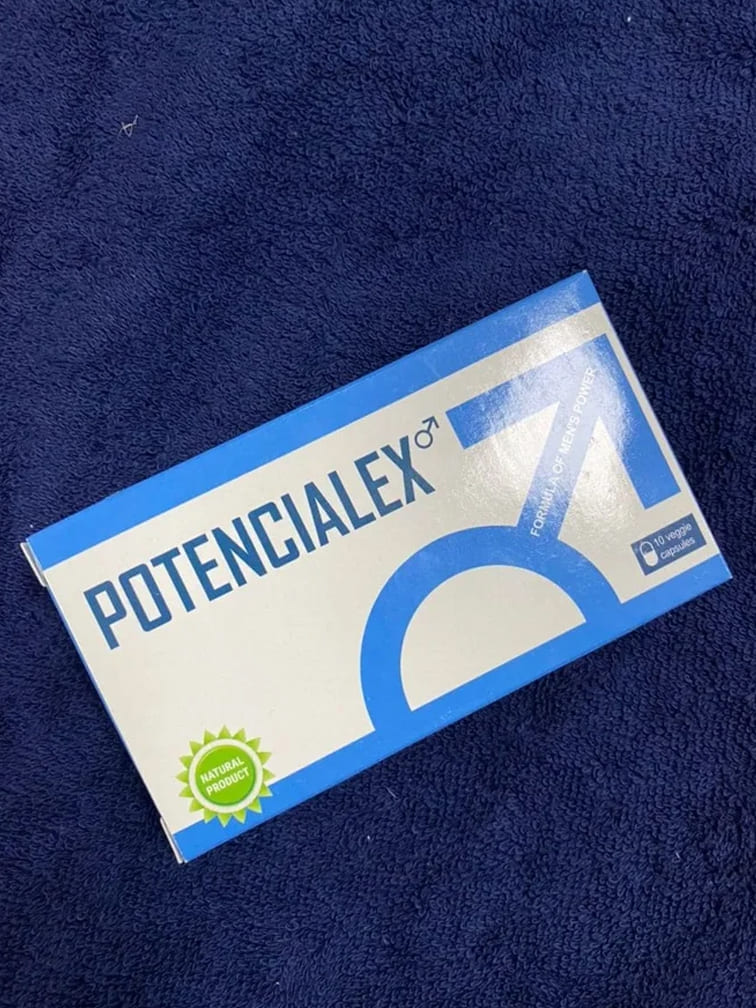 POTENCIALEX
FORMULA OF MEN'S POWER
10 veggie
capsules
NATURAL
PRODUCT